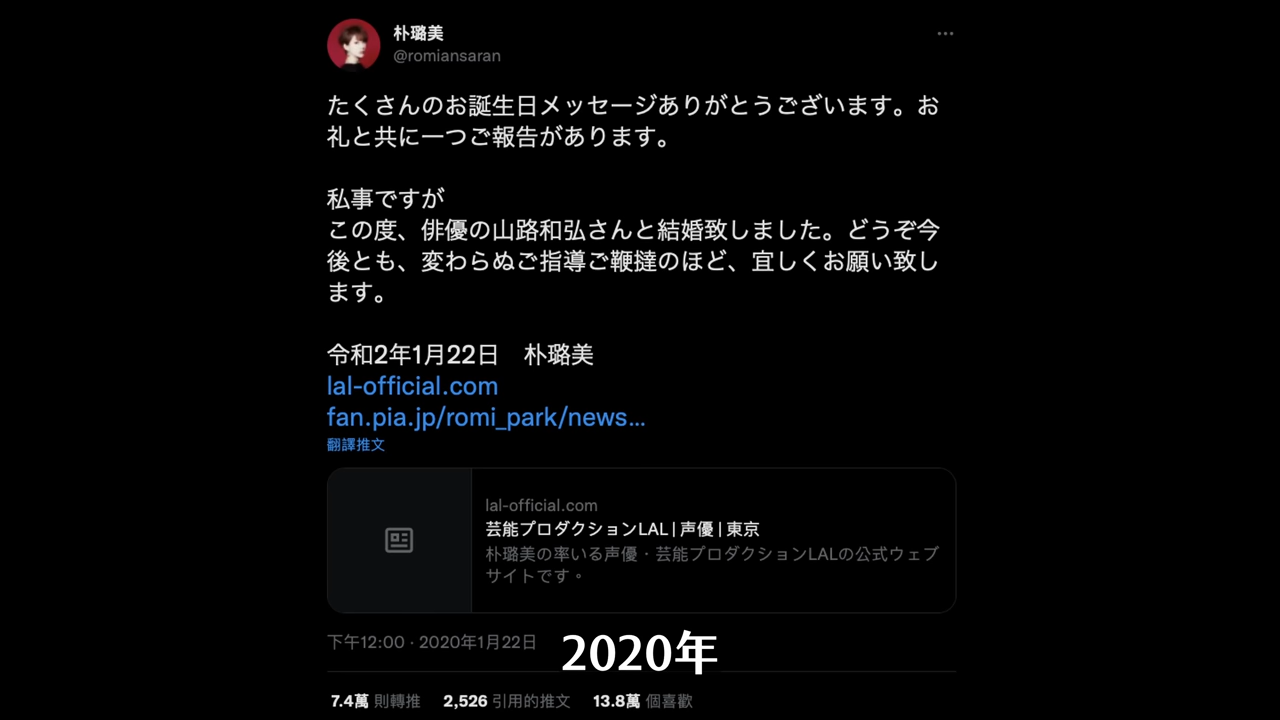 朴璐美
@romiansaran
たくさんのお誕生日メッセージありがとうございます。お
礼と共に一つご報告があります。
私事ですが
この度、俳優の山路和弘さんと結婚致しました。どうぞ今
後とも、変わらぬご指導ご鞭撻のほど、宜しくお願い致し
ます。
令和2年1月22日　朴璐美
lal-official.com
fan.pia.jp/romi_park/news…
翻譯推文
lal-official.com
芸能プロダクションLAL | 声優 | 東京
朴璐美の率いる声優・芸能プロダクションLALの公式ウェブ
サイトです。
下午12:00 · 2020年1月22日
2020年
7.4萬 則轉推 2,526 引用的推文 13.8萬 個喜歡